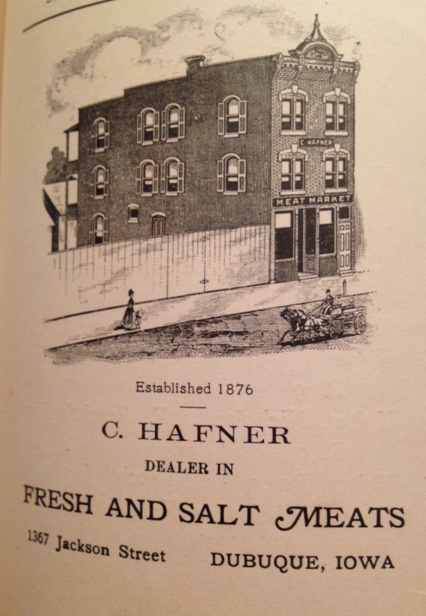 C HAFNER
MEAT MARKET
Established 1876
C. HAFNER
DEALER IN
FRESH AND SALT MEATS
1367 Jackson Street DUBUQUE, IOWA